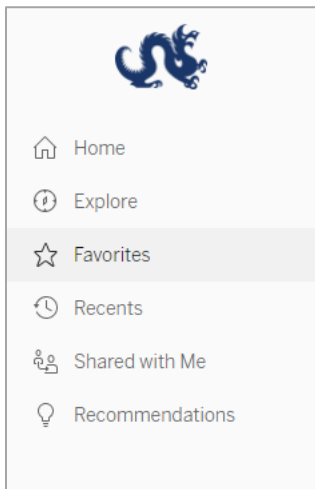 Home
Explore
Favorites
Recents
Shared with Me
Recommendations